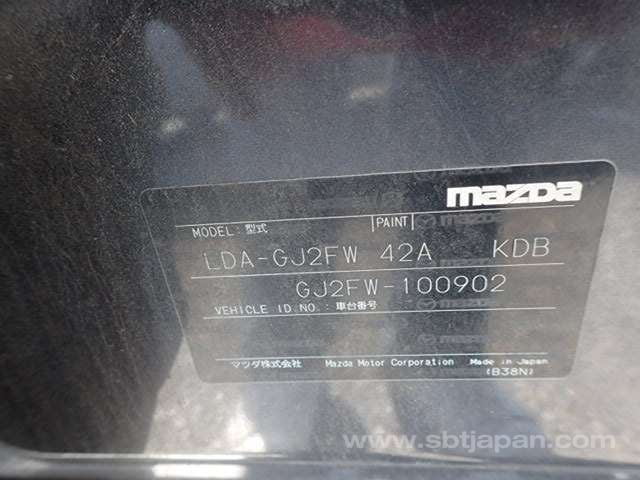 mazda
MODEL: 型式 PAINT
LDA-GJ2FW 42A KDB
GJ2FW-100902
VEHICLE ID NO.: 車台番号
マツダ株式会社 Mazda Motor Corporation Made in Japan
(B38N)
www.sbtjapan.com